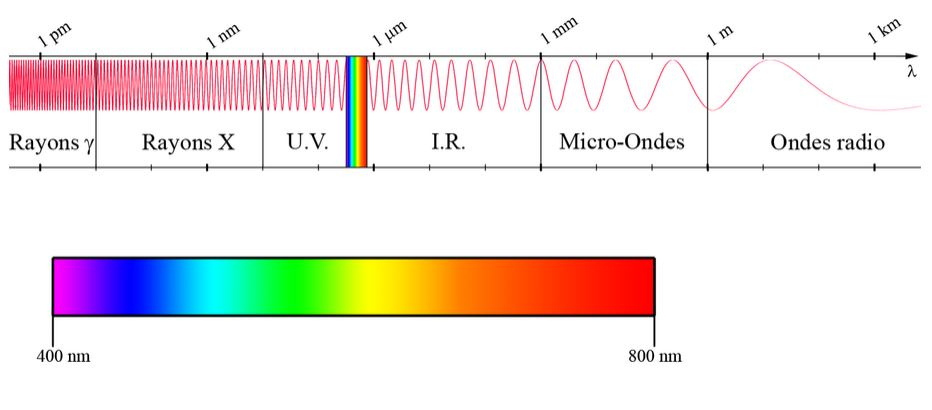 1 pm 1 nm 1 μm 1 mm 1 m 1 km
λ
Rayons γ Rayons X U.V. I.R. Micro-Ondes Ondes radio
400 nm 800 nm